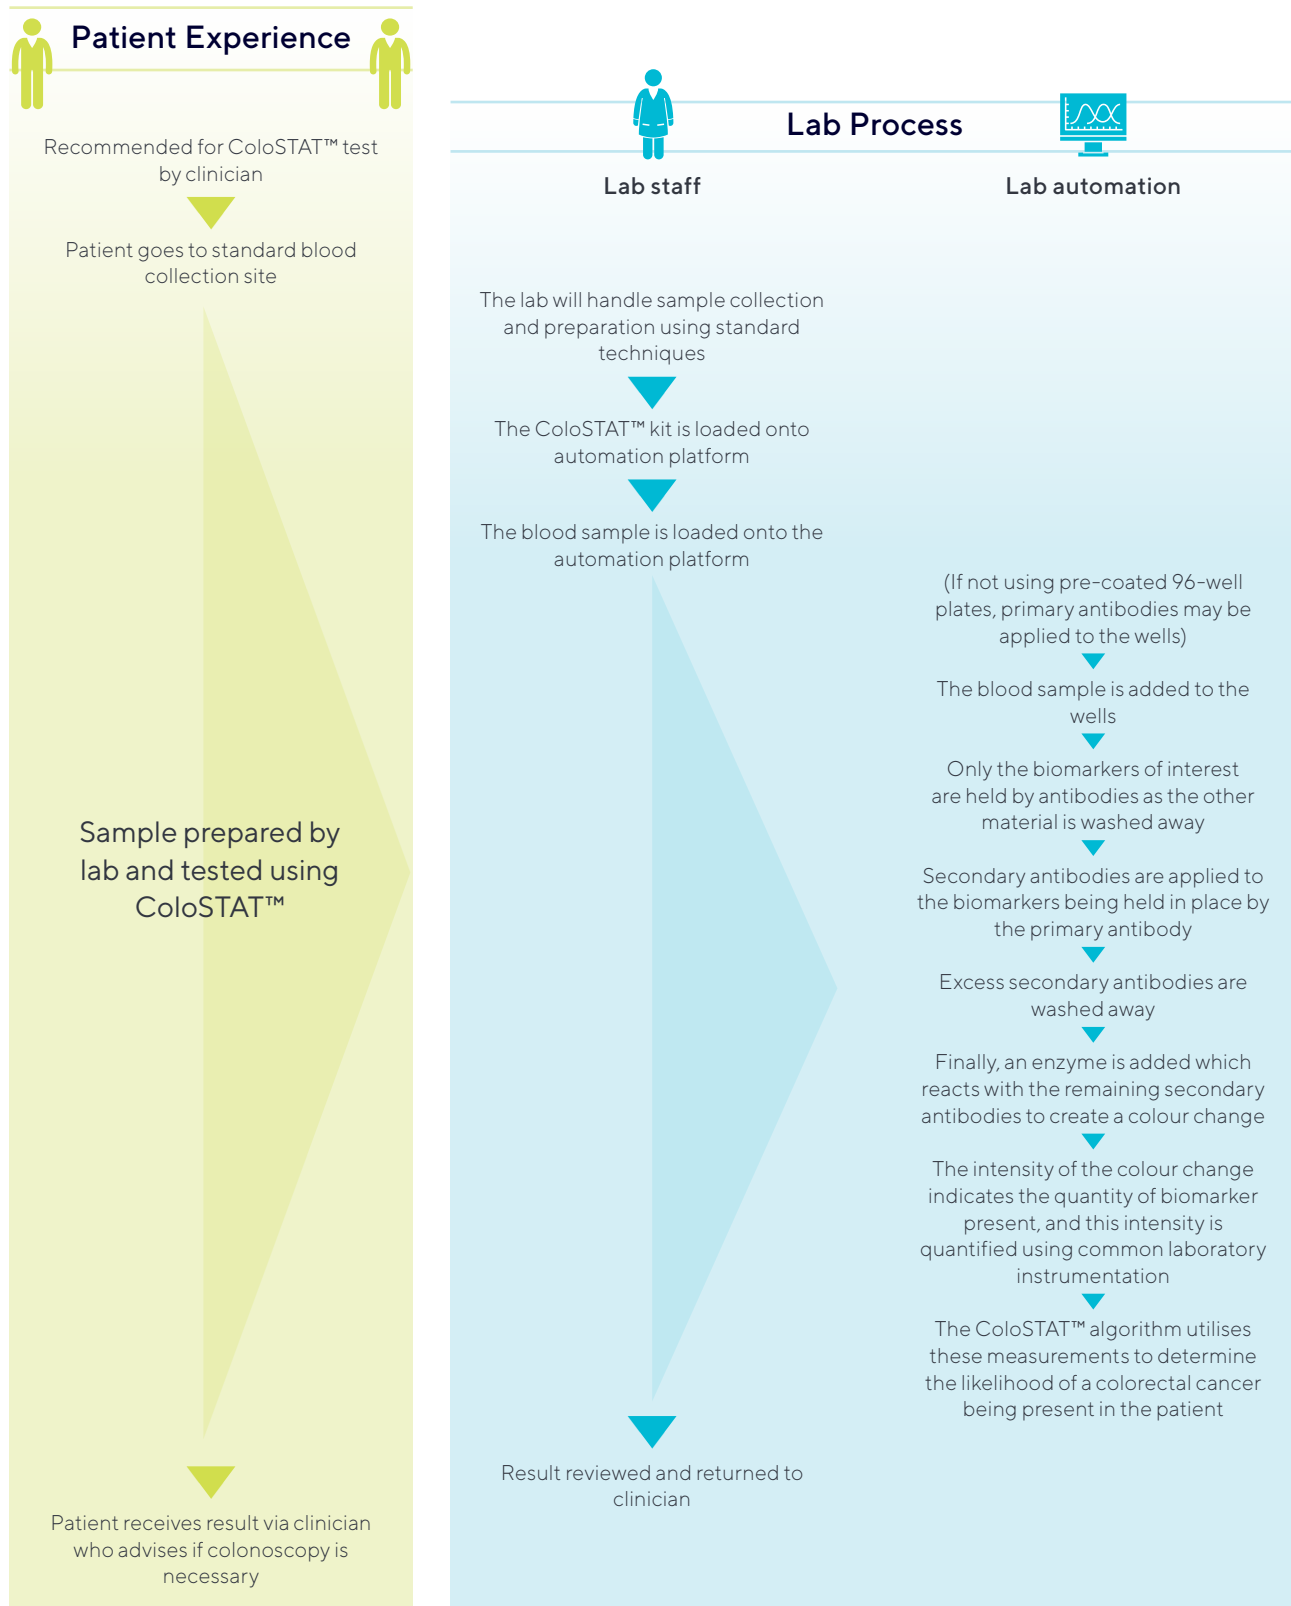 Patient Experience
Recommended for ColoSTAT™ test
by clinician
Patient goes to standard blood
collection site
Sample prepared by
lab and tested using
ColoSTAT™
Patient receives result via clinician
who advises if colonoscopy is
necessary
Lab Process
Lab staff
The lab will handle sample collection
and preparation using standard
techniques
The ColoSTAT™ kit is loaded onto
automation platform
The blood sample is loaded onto the
automation platform
Result reviewed and returned to
clinician
Lab automation
(If not using pre-coated 96-well
plates, primary antibodies may be
applied to the wells)
The blood sample is added to the
wells
Only the biomarkers of interest
are held by antibodies as the other
material is washed away
Secondary antibodies are applied to
the biomarkers being held in place by
the primary antibody
Excess secondary antibodies are
washed away
Finally, an enzyme is added which
reacts with the remaining secondary
antibodies to create a colour change
The intensity of the colour change
indicates the quantity of biomarker
present, and this intensity is
quantified using common laboratory
instrumentation
The ColoSTAT™ algorithm utilises
these measurements to determine
the likelihood of a colorectal cancer
being present in the patient